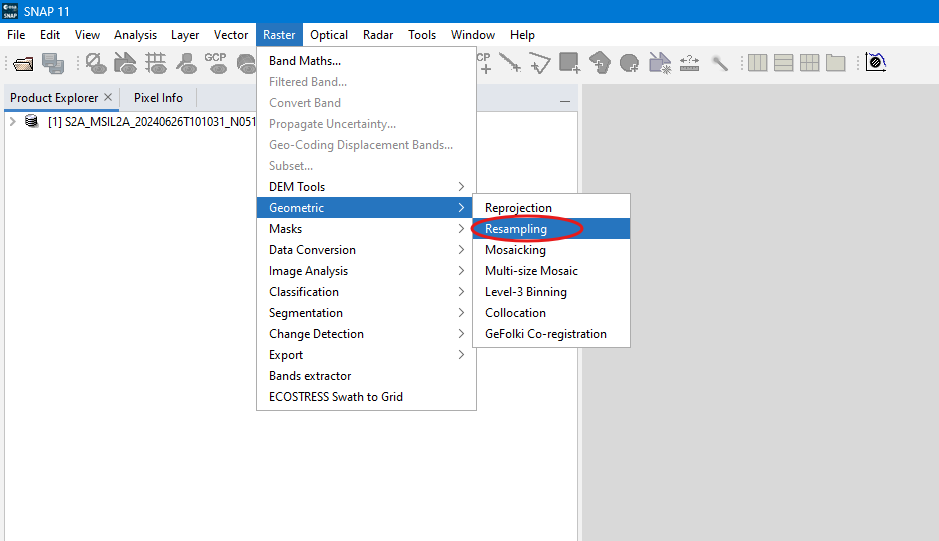 SNAP 11
File Edit View Analysis Layer Vector Raster Optical Radar Tools Window Help
GCP
Product Explorer Pixel Info
[1] S2A_MSIL2A_20240626T101031_N051
Band Maths...
Filtered Band...
Convert Band
Propagate Uncertainty...
Geo-Coding Displacement Bands...
Subset...
DEM Tools
Geometric
Masks
Data Conversion
Image Analysis
Classification
Segmentation
Change Detection
Export
Bands extractor
ECOSTRESS Swath to Grid
Reprojection
Resampling
Mosaicking
Multi-size Mosaic
Level-3 Binning
Collocation
GeFolki Co-registration